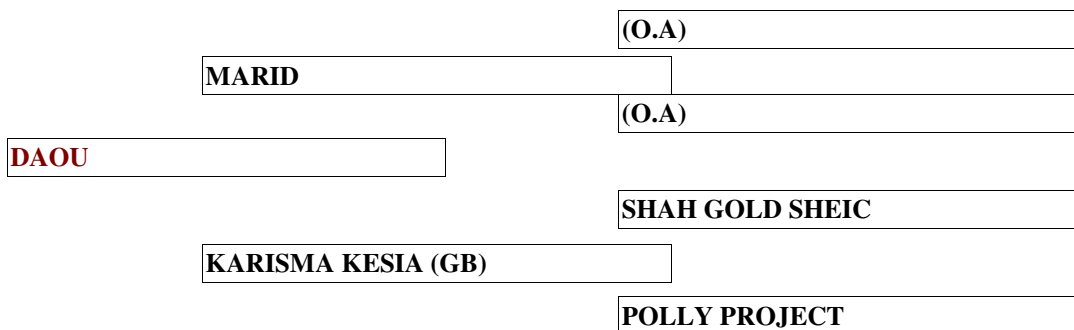 (O.A)
MARID
(O.A)
DAOU
SHAH GOLD SHEIC
KARISMA KESIA (GB)
POLLY PROJECT